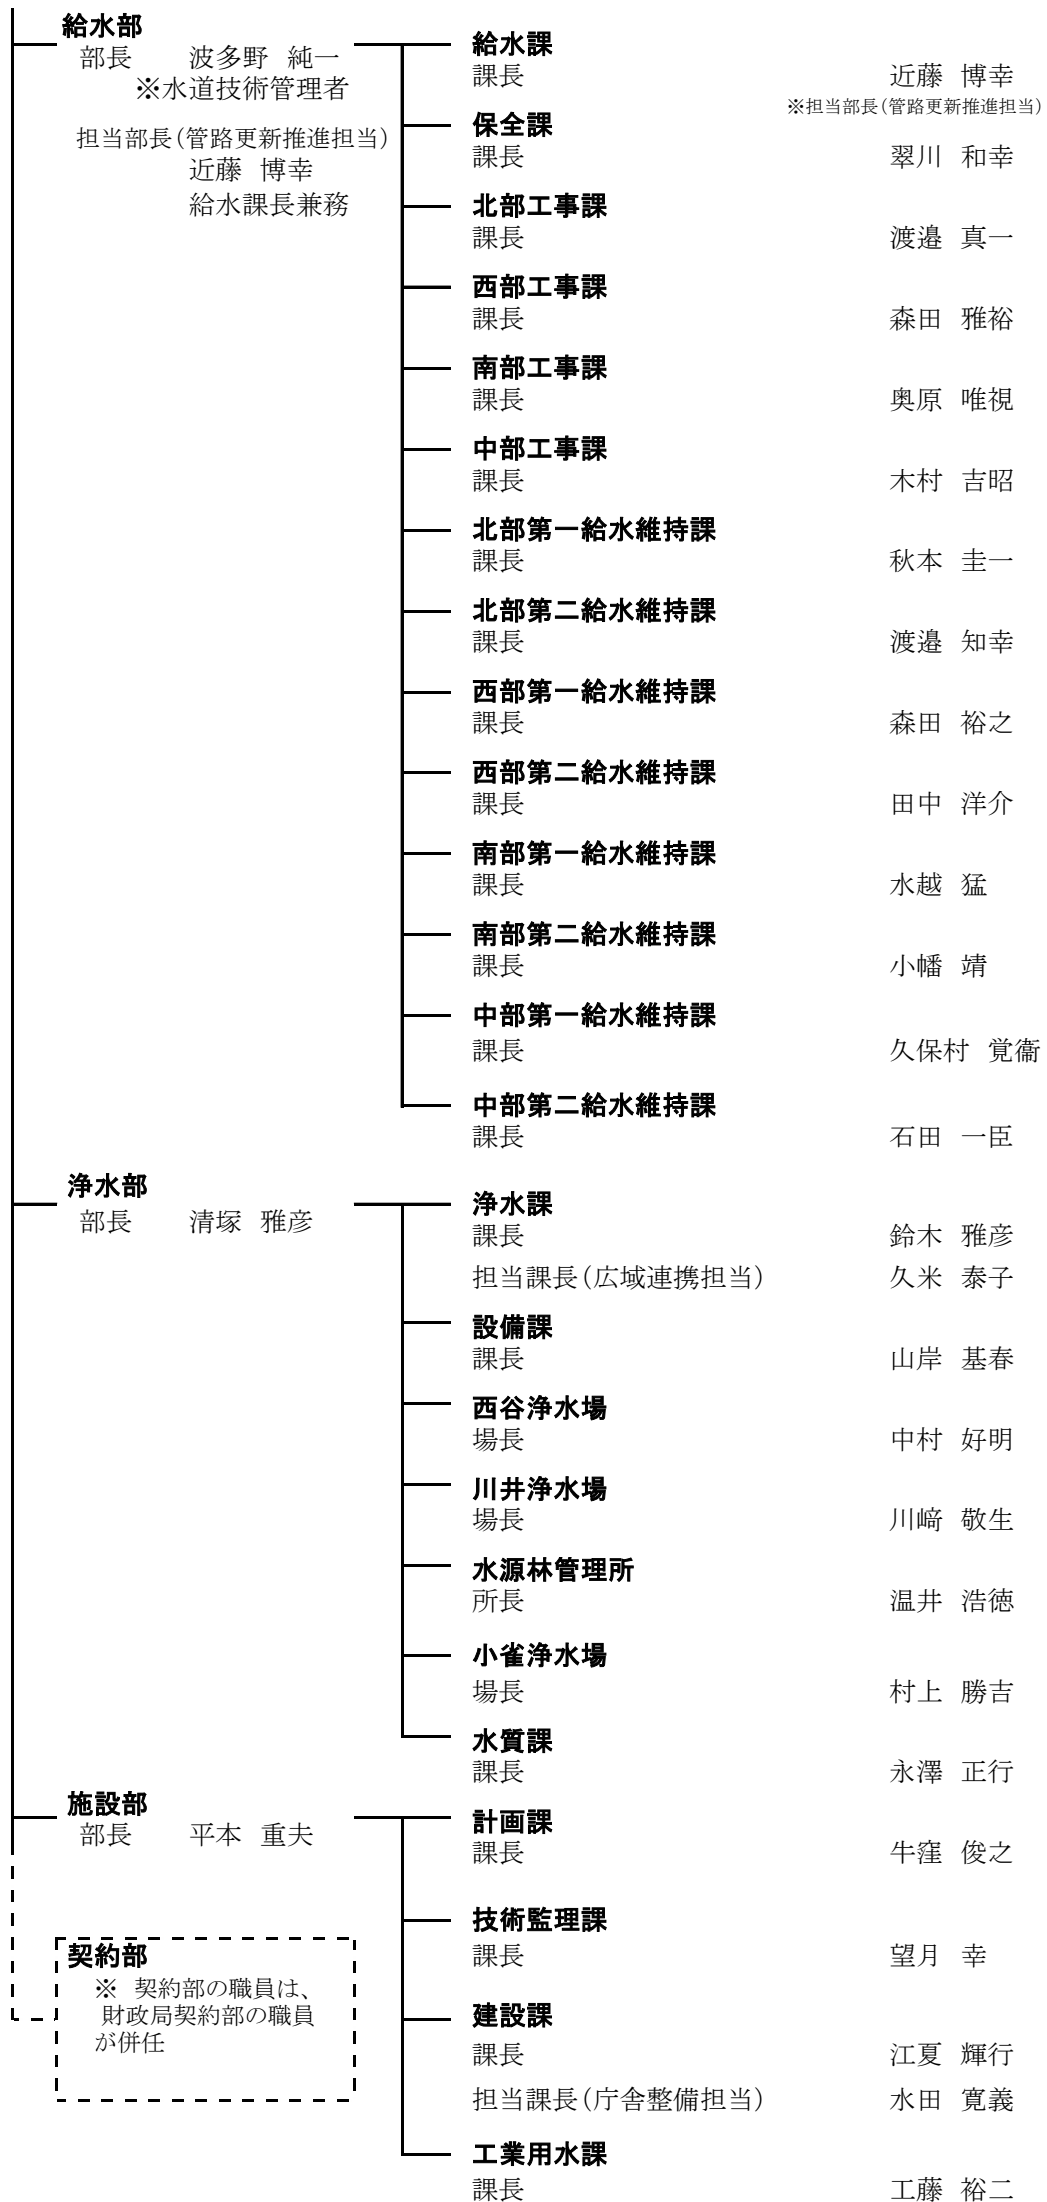 給水部
部長 波多野 純一
※水道技術管理者
担当部長(管路更新推進担当)
近藤 博幸
給水課長兼務
給水課
課長 近藤 博幸
※担当部長(管路更新推進担当)
保全課
課長 翠川 和幸
北部工事課
課長 渡邉 真一
西部工事課
課長 森田 雅裕
南部工事課
課長 奥原 唯視
中部工事課
課長 木村 吉昭
北部第一給水維持課
課長 秋本 圭一
北部第二給水維持課
課長 渡邉 知幸
西部第一給水維持課
課長 森田 裕之
西部第二給水維持課
課長 田中 洋介
南部第一給水維持課
課長 水越 猛
南部第二給水維持課
課長 小幡 靖
中部第一給水維持課
課長 久保村 覚衞
中部第二給水維持課
課長 石田 一臣
浄水部
部長 清塚 雅彦
浄水課
課長 鈴木 雅彦
担当課長(広域連携担当) 久米 泰子
設備課
課長 山岸 基春
西谷浄水場
場長 中村 好明
川井浄水場
場長 川﨑 敬生
水源林管理所
所長 温井 浩徳
小雀浄水場
場長 村上 勝吉
水質課
課長 永澤 正行
施設部
部長 平本 重夫
計画課
課長 牛窪 俊之
技術監理課
課長 望月 幸
建設課
課長 江夏 輝行
担当課長(庁舎整備担当) 水田 寛義
工業用水課
課長 工藤 裕二
契約部
※ 契約部の職員は、
財政局契約部の職員
が併任